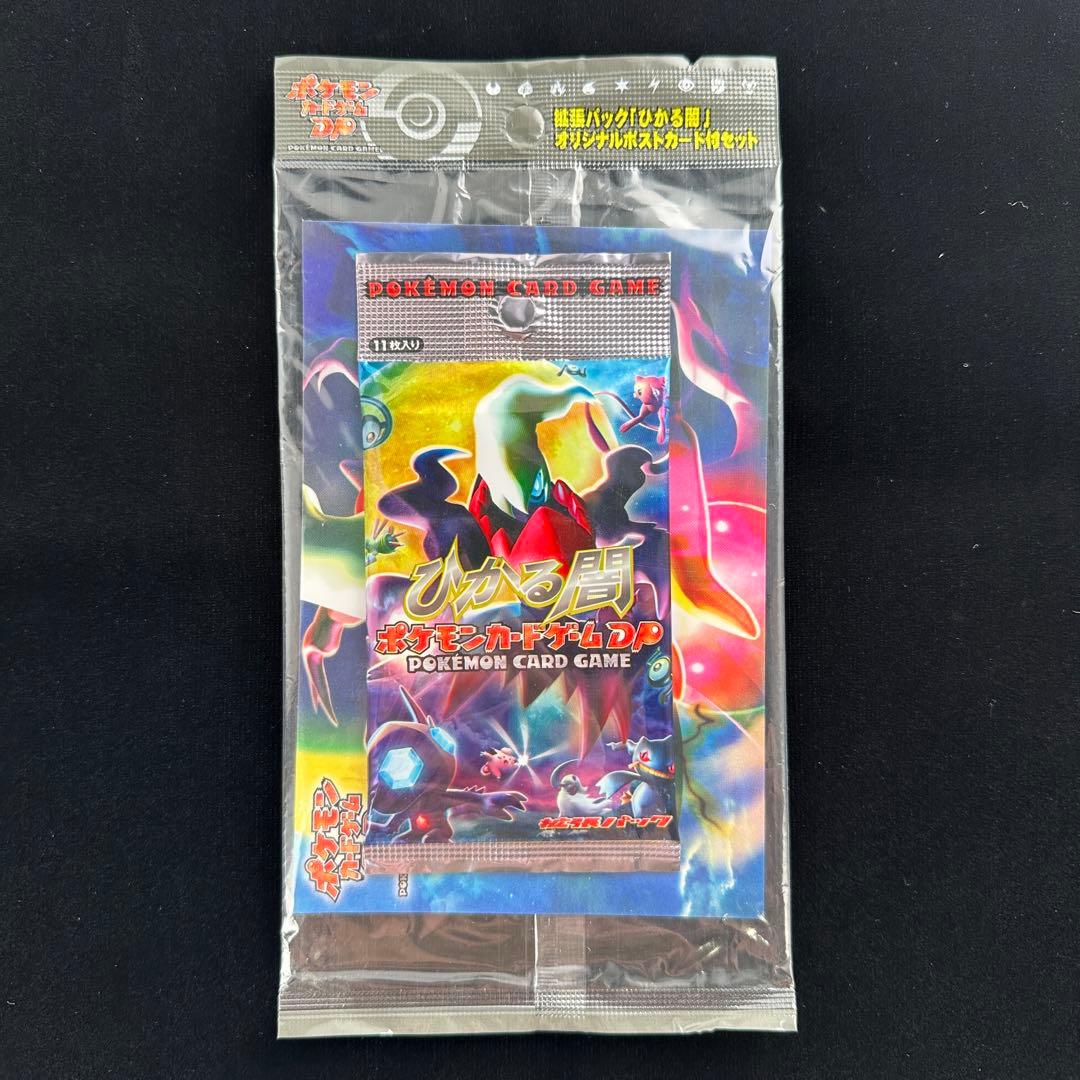 ポケモン
カードゲーム
DP
POKÉMON CARD GAME
拡張パック「ひかる闇」
オリジナルポストカード付セット
POKÉMON CARD GAME
11枚入り
ひかる闇
ポケモンカードゲームDP
POKÉMON CARD GAME
拡張パック
ポケモン
カードゲーム
POK